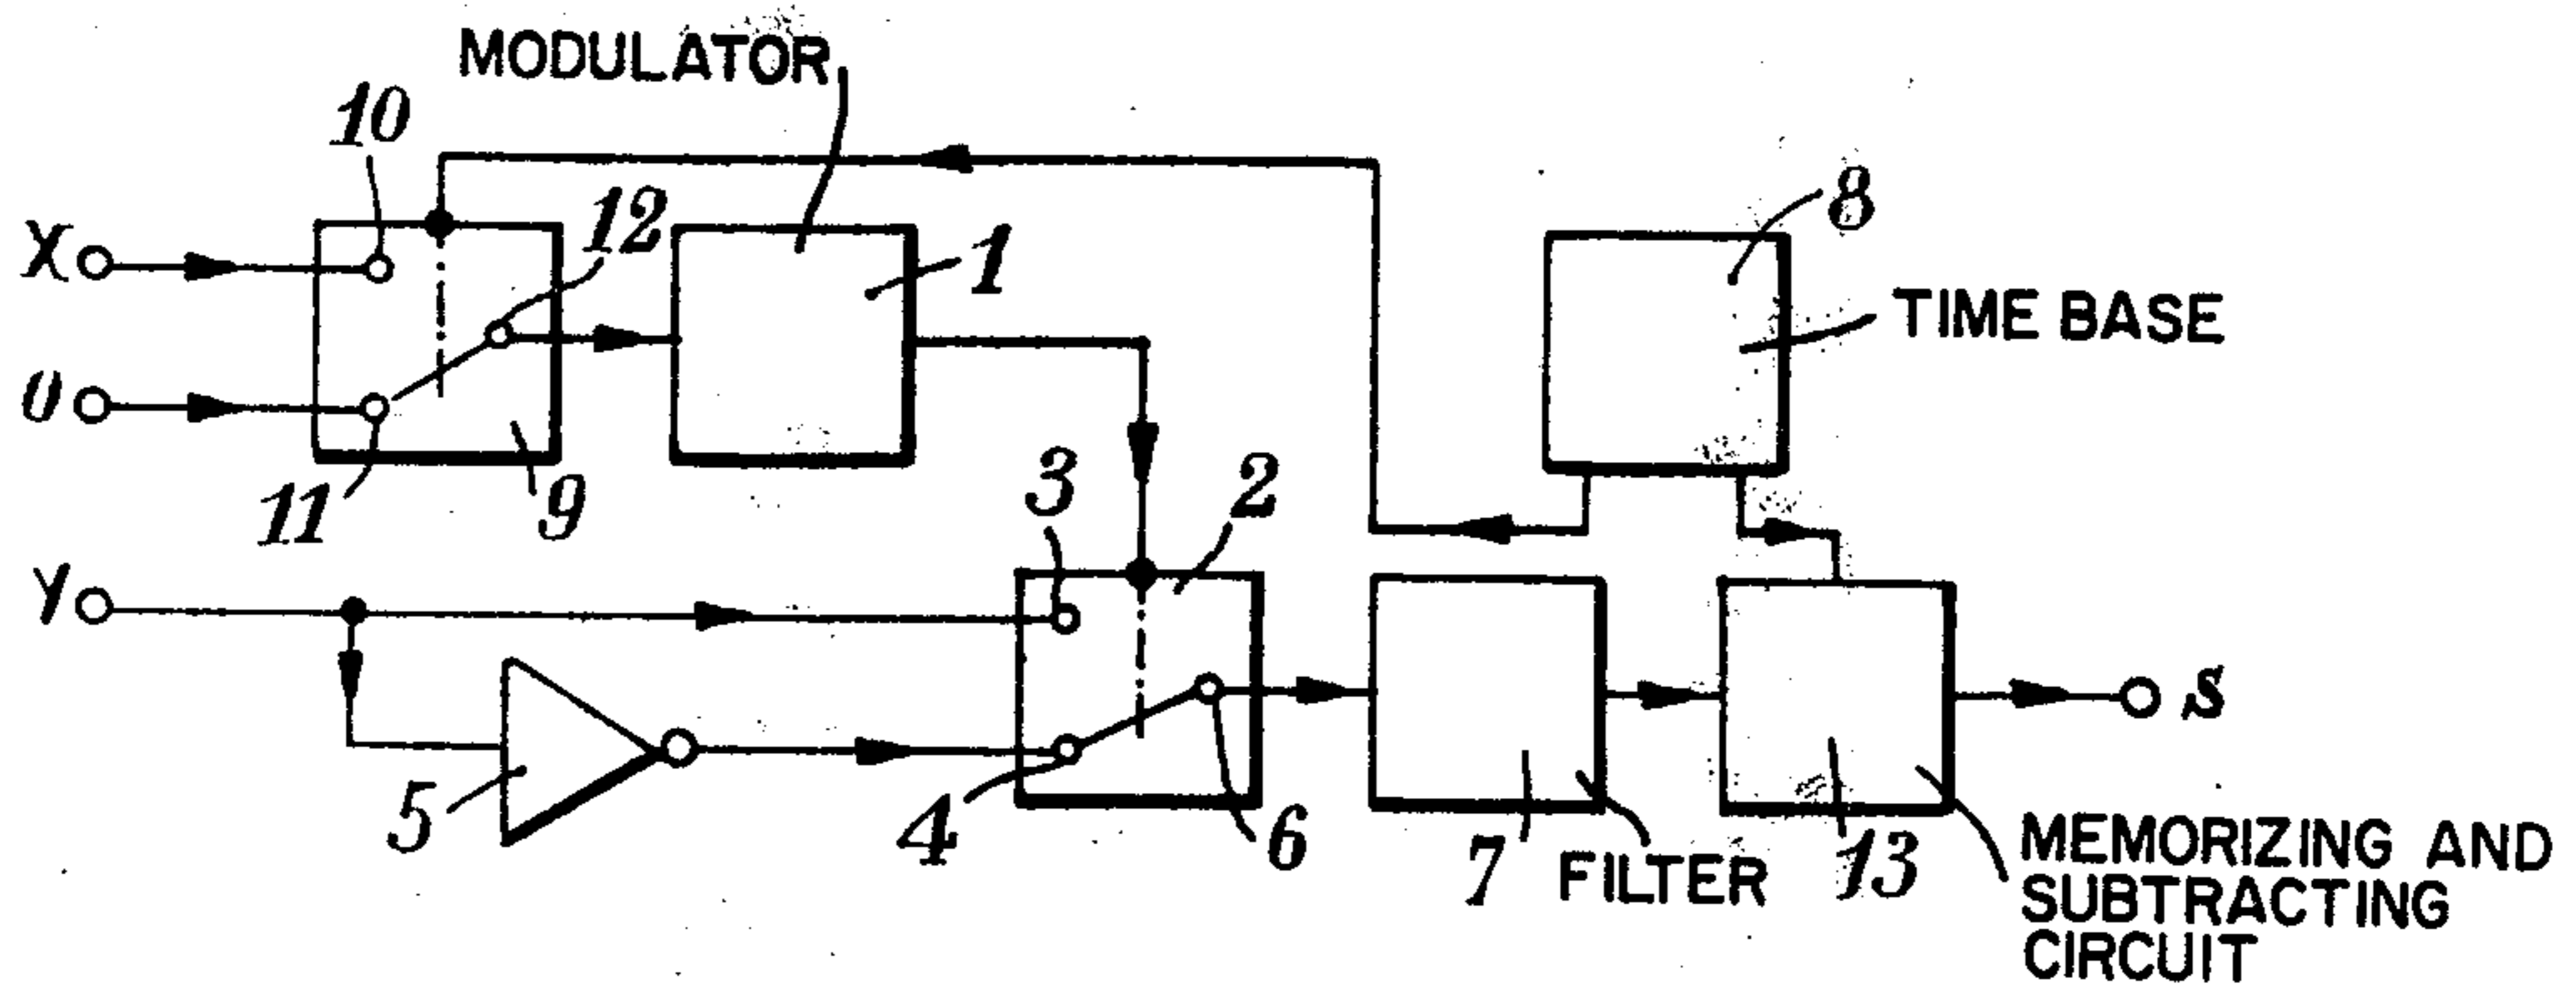 MODULATOR
10
X
12
1
8
TIME BASE
0
11
9
3
2
Y
S
5
4
6
7
FILTER
13
MEMORIZING AND
SUBTRACTING
CIRCUIT